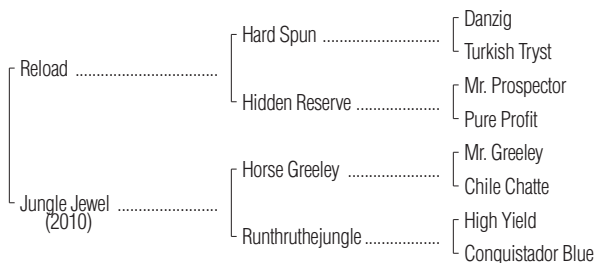 Danzig
Hard Spun ........................
Turkish Tryst
Reload .............................
Mr. Prospector
Hidden Reserve .................
Pure Profit
Mr. Greeley
Horse Greeley ...................
Chile Chatte
Jungle Jewel ....................
(2010)
High Yield
Runthruthejungle ...............
Conquistador Blue